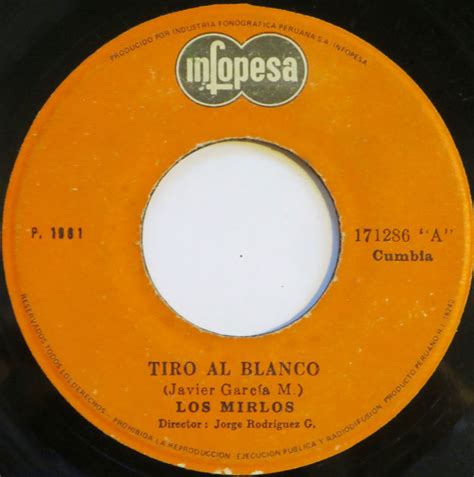 PRODUCIDO POR INDUSTRIA FONOGRAFICA PERUANA S.A. INFOPESA
infopesa
P. 1981
171286 "A"
Cumbia
TIRO AL BLANCO
(Javier García M.)
LOS MIRLOS
Director: Jorge Rodríguez G.
RESERVADOS TODOS LOS DERECHOS - PROHIBIDA LA REPRODUCCION, EJECUCION PUBLICA Y RADIODIFUSION. PRODUCTO PERUANO R.I. 18282